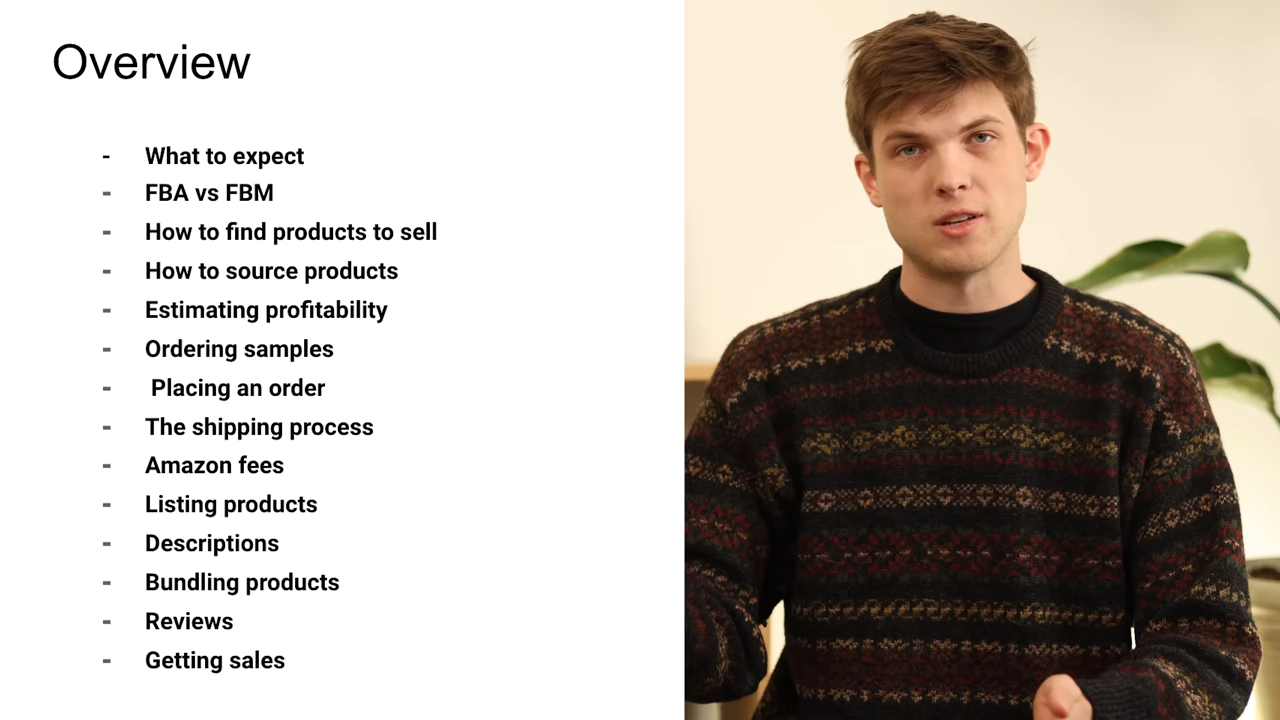 Overview
- What to expect
- FBA vs FBM
- How to find products to sell
- How to source products
- Estimating profitability
- Ordering samples
- Placing an order
- The shipping process
- Amazon fees
- Listing products
- Descriptions
- Bundling products
- Reviews
- Getting sales